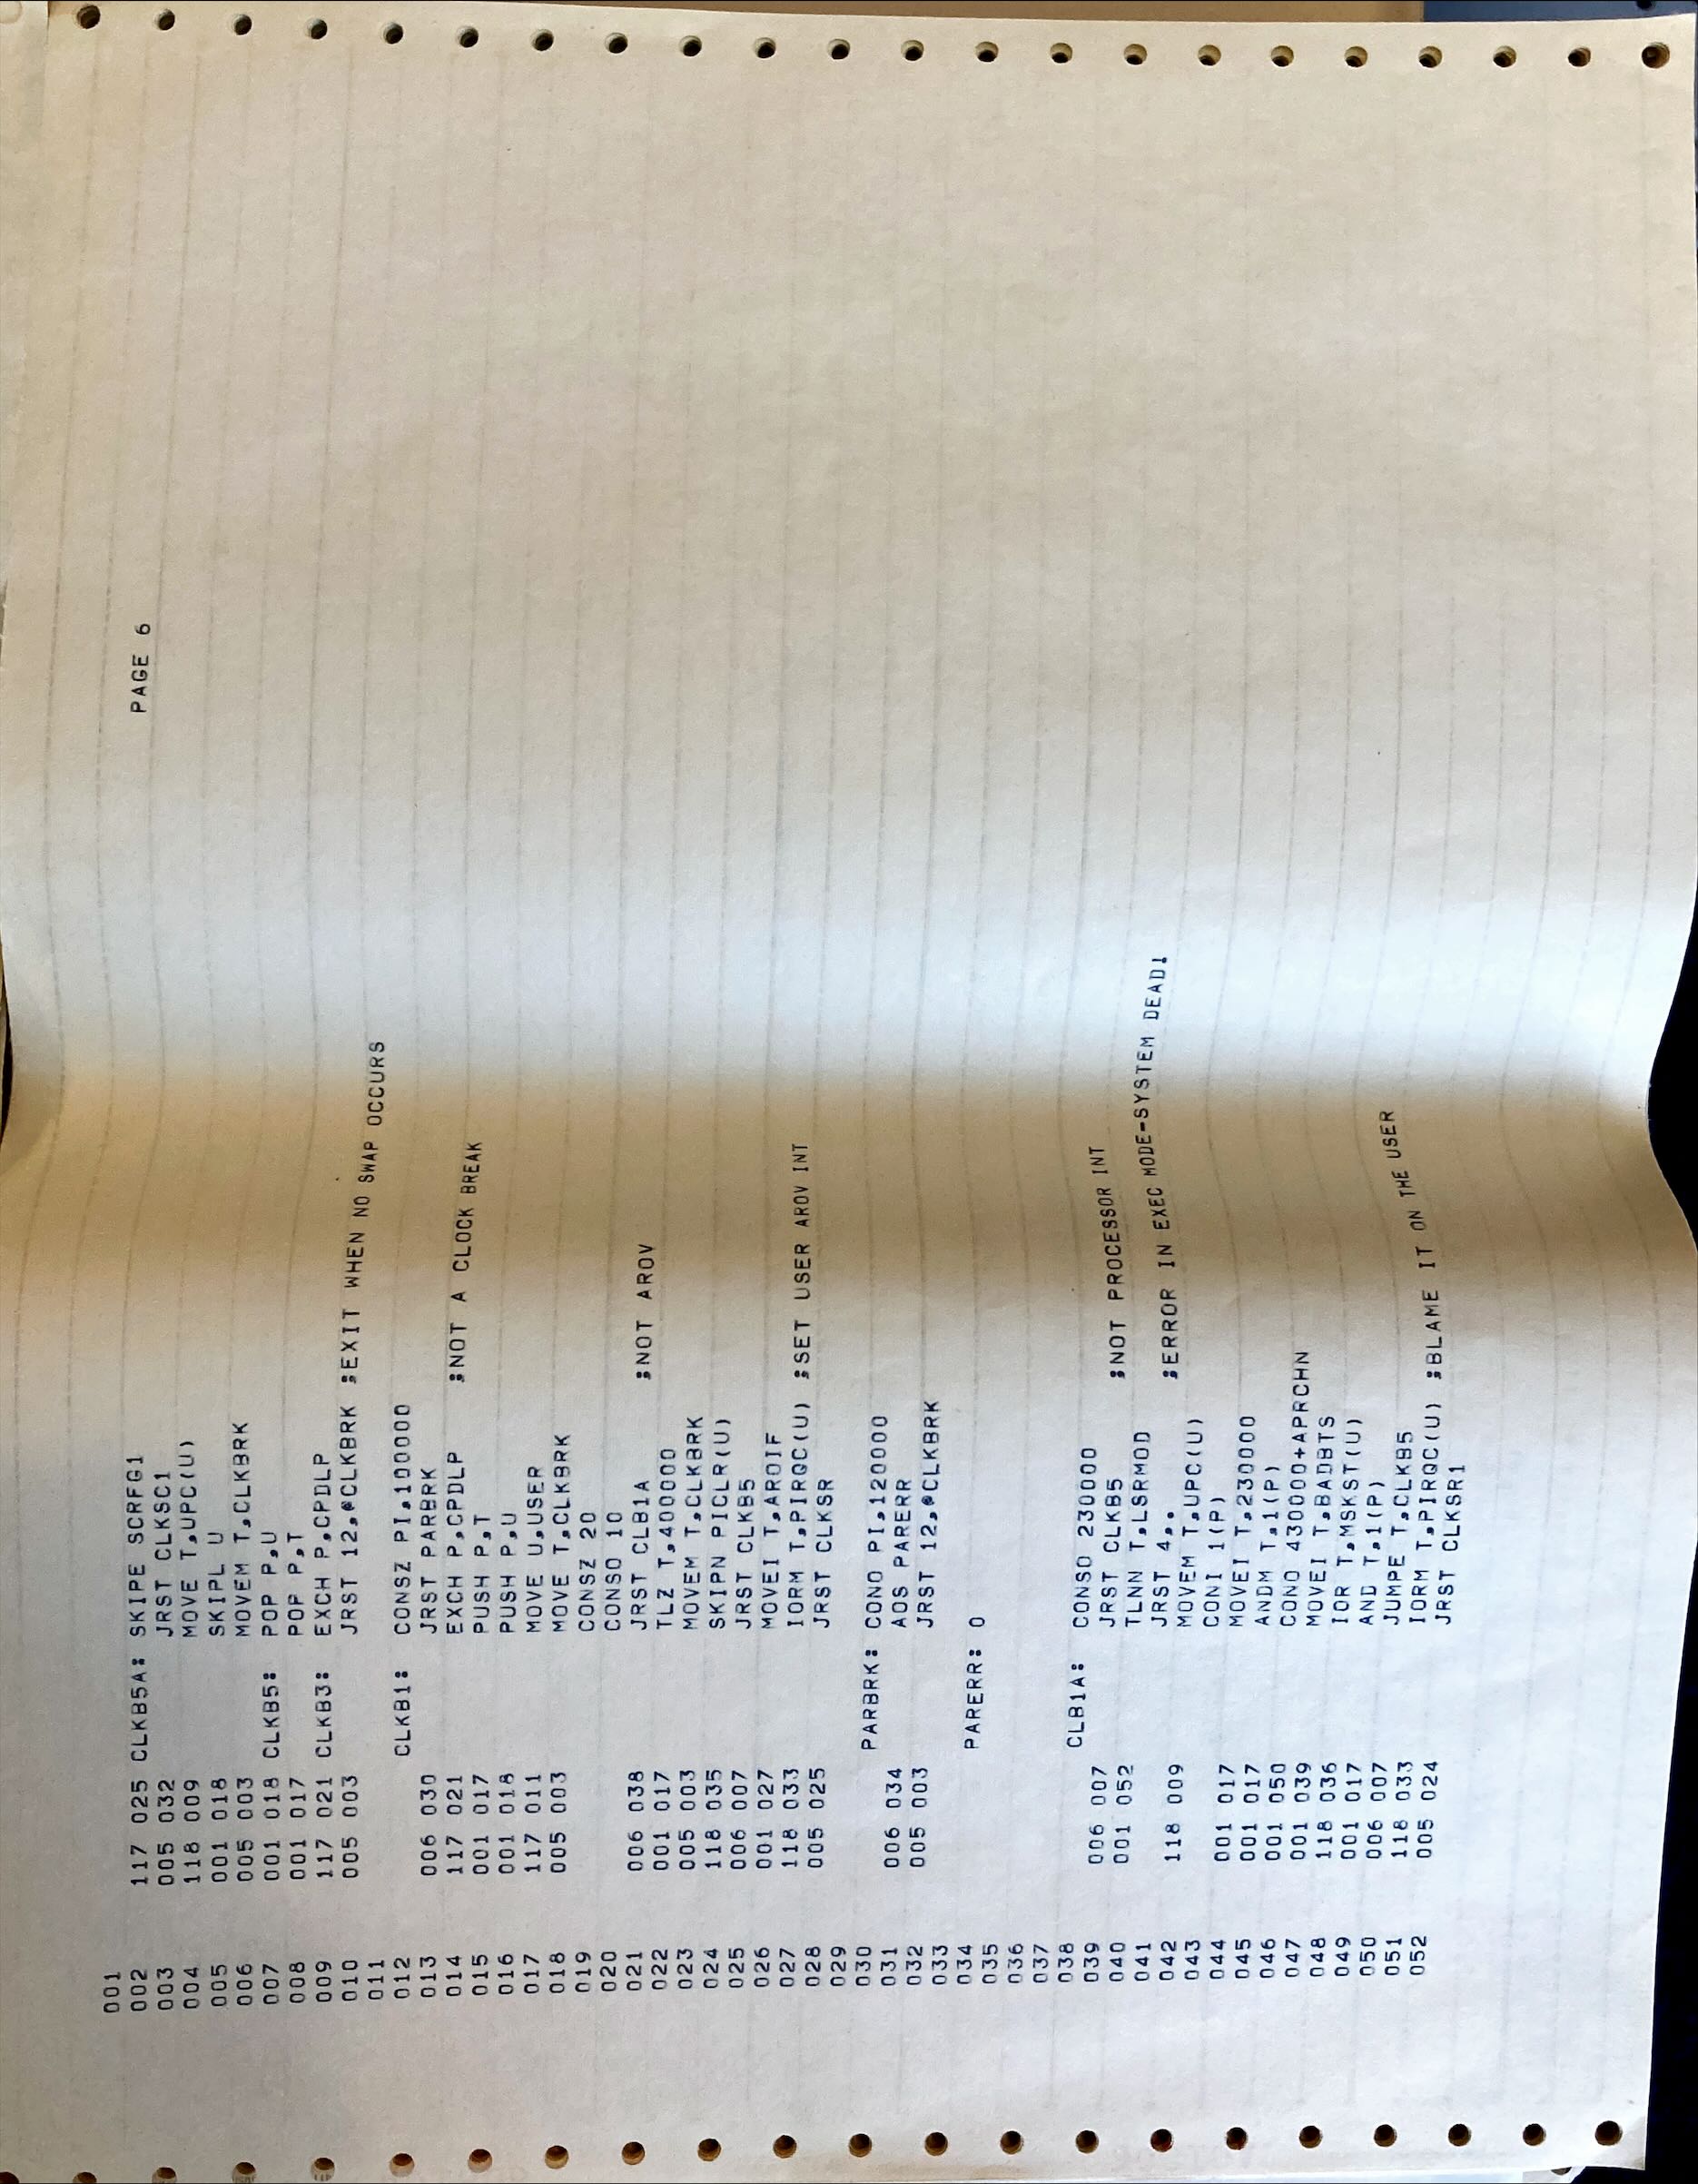 001 PAGE 6
002 117 025 CLKB5A: SKIPE SCRFG1
003 005 032 JRST CLKSC1
004 118 009 MOVE T,UPC(U)
005 001 018 SKIPL U
006 005 003 MOVEM T,CLKBRK
007 001 018 CLKB5: POP P,U
008 001 017 POP P,T
009 117 021 CLKB3: EXCH P,CPDLP
010 005 003 JRST 12,@CLKBRK ;EXIT WHEN NO SWAP OCCURS
011
012 CLKB1: CONSZ PI,100000
013 006 030 JRST PARBRK
014 117 021 EXCH P,CPDLP ;NOT A CLOCK BREAK
015 001 017 PUSH P,T
016 001 018 PUSH P,U
017 117 011 MOVE U,USER
018 005 003 MOVE T,CLKBRK
019 CONSZ 20
020 CONSO 10
021 006 038 JRST CLB1A ;NOT AROV
022 001 017 TLZ T,400000
023 005 003 MOVEM T,CLKBRK
024 118 035 SKIPN PICLR(U)
025 006 007 JRST CLKB5
026 001 027 MOVEI T,AROIF
027 118 033 IORM T,PIRQC(U) ;SET USER AROV INT
028 005 025 JRST CLKSR
029
030 PARBRK: CONO PI,120000
031 006 034 AOS PARERR
032 005 003 JRST 12,@CLKBRK
033
034 PARERR: 0
035
036
037
038 CLB1A: CONSO 230000
039 006 007 JRST CLKB5 ;NOT PROCESSOR INT
040 001 052 TLNN T,LSRMOD
041 JRST 4,. ;ERROR IN EXEC MODE-SYSTEM DEAD!
042 118 009 MOVEM T,UPC(U)
043 CONI 1(P)
044 001 017 MOVEI T,230000
045 001 017 ANDM T,1(P)
046 001 050 CONO 430000+APRCHN
047 001 039 MOVEI T,BADBTS
048 118 036 IOR T,MSKST(U)
049 001 017 AND T,1(P)
050 006 007 JUMPE T,CLKB5
051 118 033 IORM T,PIRQC(U) ;BLAME IT ON THE USER
052 005 024 JRST CLKSR1